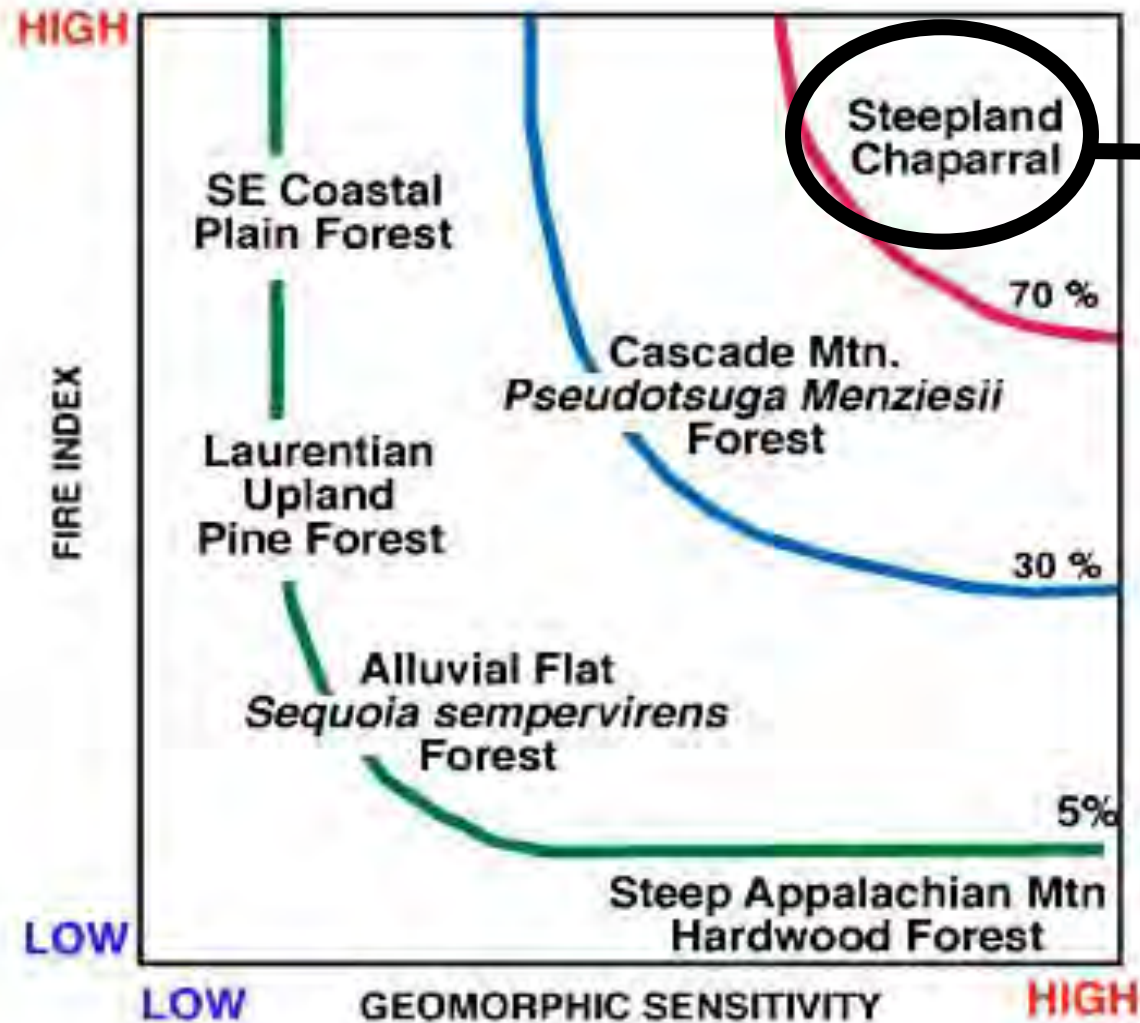 HIGH
Steepland
Chaparral
SE Coastal
Plain Forest
70 %
Cascade Mtn.
Pseudotsuga Menziesii
Forest
FIRE INDEX
Laurentian
Upland
Pine Forest
30 %
Alluvial Flat
Sequoia sempervirens
Forest
5%
Steep Appalachian Mtn
Hardwood Forest
LOW
LOW
GEOMORPHIC SENSITIVITY
HIGH